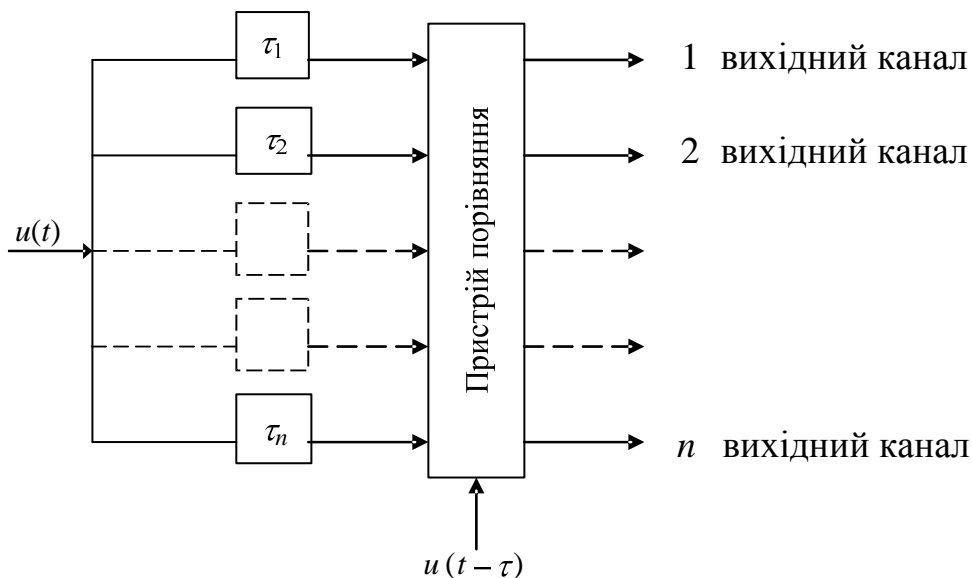 τ1
1 вихідний канал
τ2
2 вихідний канал
u(t)
Пристрій порівняння
τn
n вихідний канал
u (t – τ)